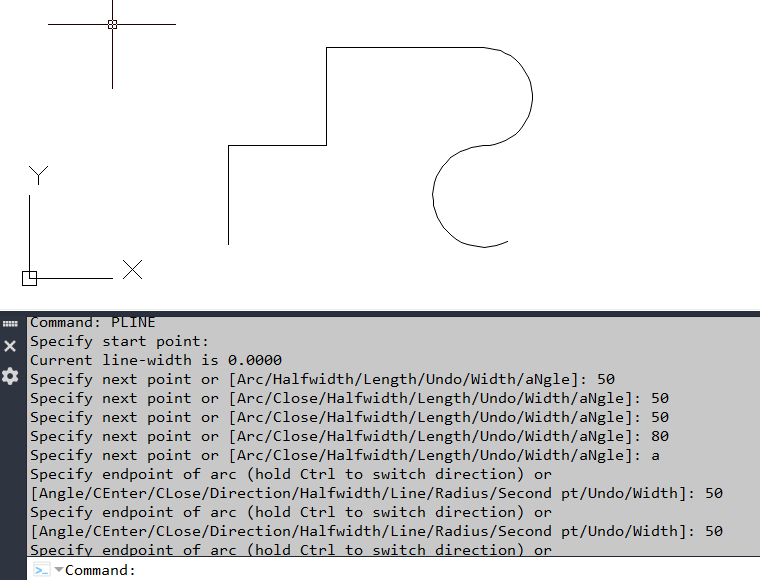 Y
X
Command: PLINE
Specify start point:
Current line-width is 0.0000
Specify next point or [Arc/Halfwidth/Length/Undo/Width/aNgle]: 50
Specify next point or [Arc/Close/Halfwidth/Length/Undo/Width/aNgle]: 50
Specify next point or [Arc/Close/Halfwidth/Length/Undo/Width/aNgle]: 50
Specify next point or [Arc/Close/Halfwidth/Length/Undo/Width/aNgle]: 80
Specify next point or [Arc/Close/Halfwidth/Length/Undo/Width/aNgle]: a
Specify endpoint of arc (hold Ctrl to switch direction) or
[Angle/CEnter/CLose/Direction/Halfwidth/Line/Radius/Second pt/Undo/Width]: 50
Specify endpoint of arc (hold Ctrl to switch direction) or
[Angle/CEnter/CLose/Direction/Halfwidth/Line/Radius/Second pt/Undo/Width]: 50
Specify endpoint of arc (hold Ctrl to switch direction) or
Command: